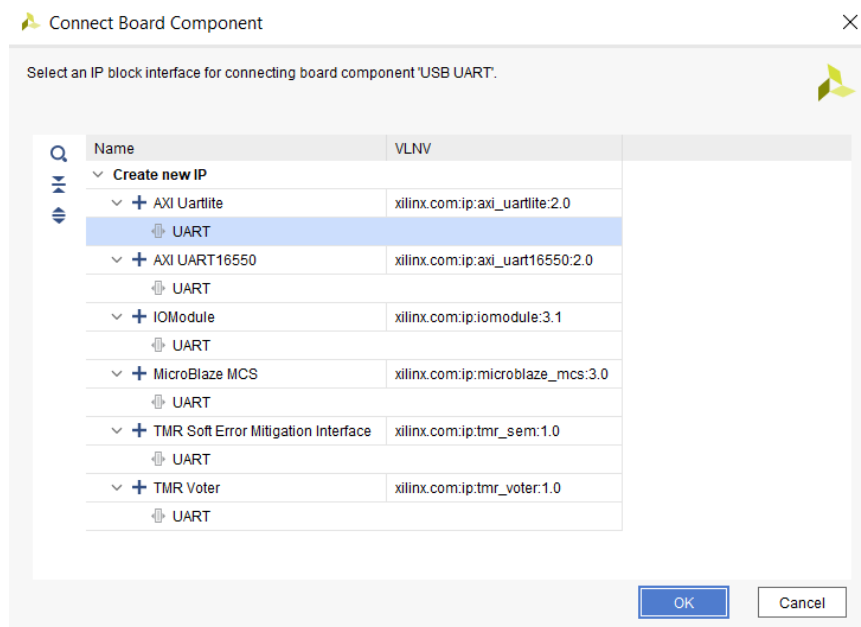 Connect Board Component
Select an IP block interface for connecting board component 'USB UART'.
Name VLNV
Create new IP
AXI Uartlite xilinx.com:ip:axi_uartlite:2.0
UART
AXI UART16550 xilinx.com:ip:axi_uart16550:2.0
UART
IOModule xilinx.com:ip:iomodule:3.1
UART
MicroBlaze MCS xilinx.com:ip:microblaze_mcs:3.0
UART
TMR Soft Error Mitigation Interface xilinx.com:ip:tmr_sem:1.0
UART
TMR Voter xilinx.com:ip:tmr_voter:1.0
UART
OK Cancel